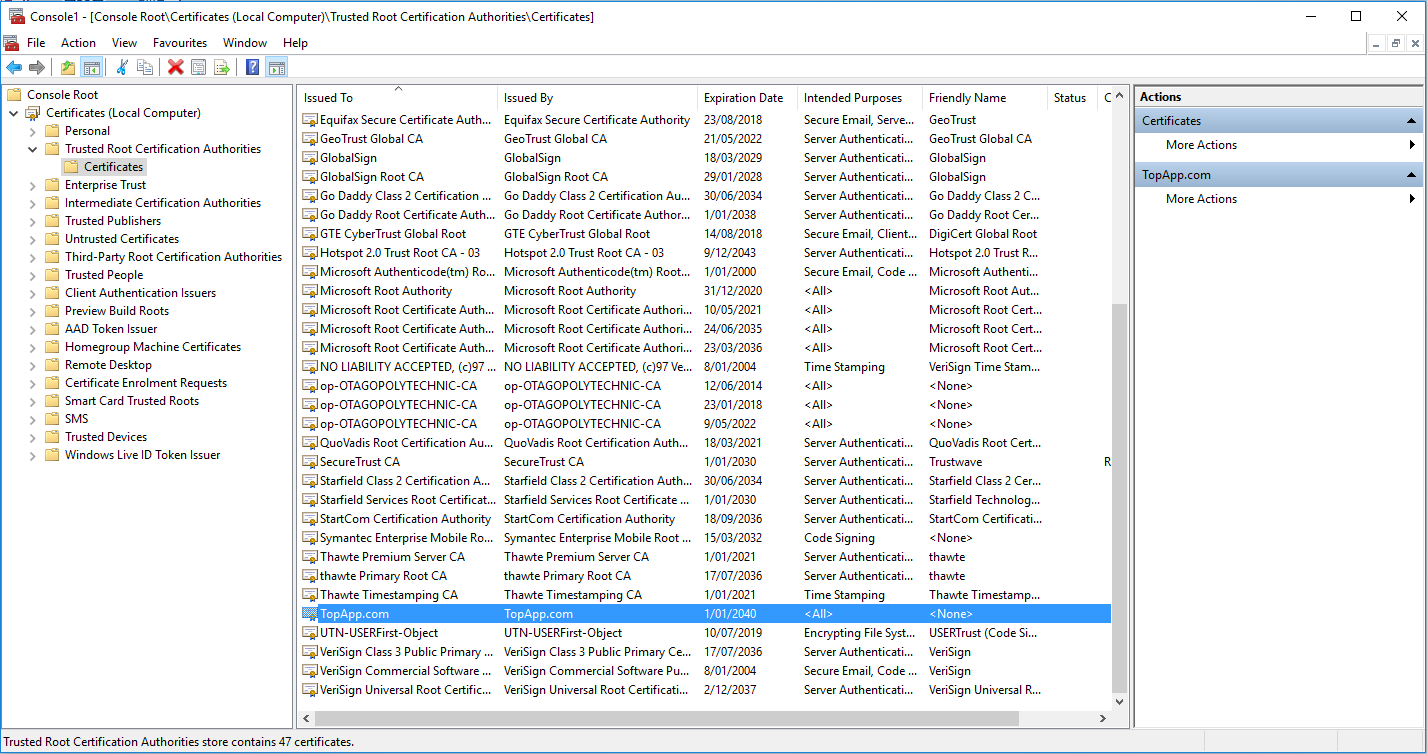 Console1 - [Console Root\Certificates (Local Computer)\Trusted Root Certification Authorities\Certificates]
File Action View Favourites Window Help
Console Root
Certificates (Local Computer)
Personal
Trusted Root Certification Authorities
Certificates
Enterprise Trust
Intermediate Certification Authorities
Trusted Publishers
Untrusted Certificates
Third-Party Root Certification Authorities
Trusted People
Client Authentication Issuers
Preview Build Roots
AAD Token Issuer
Homegroup Machine Certificates
Remote Desktop
Certificate Enrolment Requests
Smart Card Trusted Roots
SMS
Trusted Devices
Windows Live ID Token Issuer
Issued To Issued By Expiration Date Intended Purposes Friendly Name Status C
Equifax Secure Certificate Auth... Equifax Secure Certificate Authority 23/08/2018 Secure Email, Serve... GeoTrust
GeoTrust Global CA GeoTrust Global CA 21/05/2022 Server Authenticati... GeoTrust Global CA
GlobalSign GlobalSign 18/03/2029 Server Authenticati... GlobalSign
GlobalSign Root CA GlobalSign Root CA 29/01/2028 Server Authenticati... GlobalSign
Go Daddy Class 2 Certification ... Go Daddy Class 2 Certification Aut... 30/06/2034 Server Authenticati... Go Daddy Class 2 C...
Go Daddy Root Certificate Auth... Go Daddy Root Certificate Author... 1/01/2038 Server Authenticati... Go Daddy Root Cer...
GTE CyberTrust Global Root GTE CyberTrust Global Root 14/08/2018 Secure Email, Client... DigiCert Global Root
Hotspot 2.0 Trust Root CA - 03 Hotspot 2.0 Trust Root CA - 03 9/12/2043 Server Authenticati... Hotspot 2.0 Trust R...
Microsoft Authenticode(tm) Ro... Microsoft Authenticode(tm) Root... 1/01/2000 Secure Email, Code ... Microsoft Authenti...
Microsoft Root Authority Microsoft Root Authority 31/12/2020 <All> Microsoft Root Aut...
Microsoft Root Certificate Auth... Microsoft Root Certificate Authori... 10/05/2021 <All> Microsoft Root Cert...
Microsoft Root Certificate Auth... Microsoft Root Certificate Authori... 24/06/2035 <All> Microsoft Root Cert...
Microsoft Root Certificate Auth... Microsoft Root Certificate Authori... 23/03/2036 <All> Microsoft Root Cert...
NO LIABILITY ACCEPTED, (c)97 ... NO LIABILITY ACCEPTED, (c)97 Ve... 8/01/2004 Time Stamping VeriSign Time Stam...
op-OTAGOPOLYTECHNIC-CA op-OTAGOPOLYTECHNIC-CA 12/06/2014 <All> <None>
op-OTAGOPOLYTECHNIC-CA op-OTAGOPOLYTECHNIC-CA 23/01/2018 <All> <None>
op-OTAGOPOLYTECHNIC-CA op-OTAGOPOLYTECHNIC-CA 9/05/2022 <All> <None>
QuoVadis Root Certification Au... QuoVadis Root Certification Auth... 18/03/2021 Server Authenticati... QuoVadis Root Cert...
SecureTrust CA SecureTrust CA 1/01/2030 Server Authenticati... Trustwave R
Starfield Class 2 Certification A... Starfield Class 2 Certification Auth... 30/06/2034 Server Authenticati... Starfield Class 2 Cer...
Starfield Services Root Certificat... Starfield Services Root Certificate ... 1/01/2030 Server Authenticati... Starfield Technolog...
StartCom Certification Authority StartCom Certification Authority 18/09/2036 Server Authenticati... StartCom Certificati...
Symantec Enterprise Mobile Ro... Symantec Enterprise Mobile Root ... 15/03/2032 Code Signing <None>
Thawte Premium Server CA Thawte Premium Server CA 1/01/2021 Server Authenticati... thawte
thawte Primary Root CA thawte Primary Root CA 17/07/2036 Server Authenticati... thawte
Thawte Timestamping CA Thawte Timestamping CA 1/01/2021 Time Stamping Thawte Timestamp...
TopApp.com TopApp.com 1/01/2040 <All> <None>
UTN-USERFirst-Object UTN-USERFirst-Object 10/07/2019 Encrypting File Syst... USERTrust (Code Si...
VeriSign Class 3 Public Primary ... VeriSign Class 3 Public Primary Ce... 17/07/2036 Server Authenticati... VeriSign
VeriSign Commercial Software ... VeriSign Commercial Software Pu... 8/01/2004 Secure Email, Code ... VeriSign
VeriSign Universal Root Certific... VeriSign Universal Root Certificati... 2/12/2037 Server Authenticati... VeriSign Universal R...
Actions
Certificates
More Actions
TopApp.com
More Actions
Trusted Root Certification Authorities store contains 47 certificates.